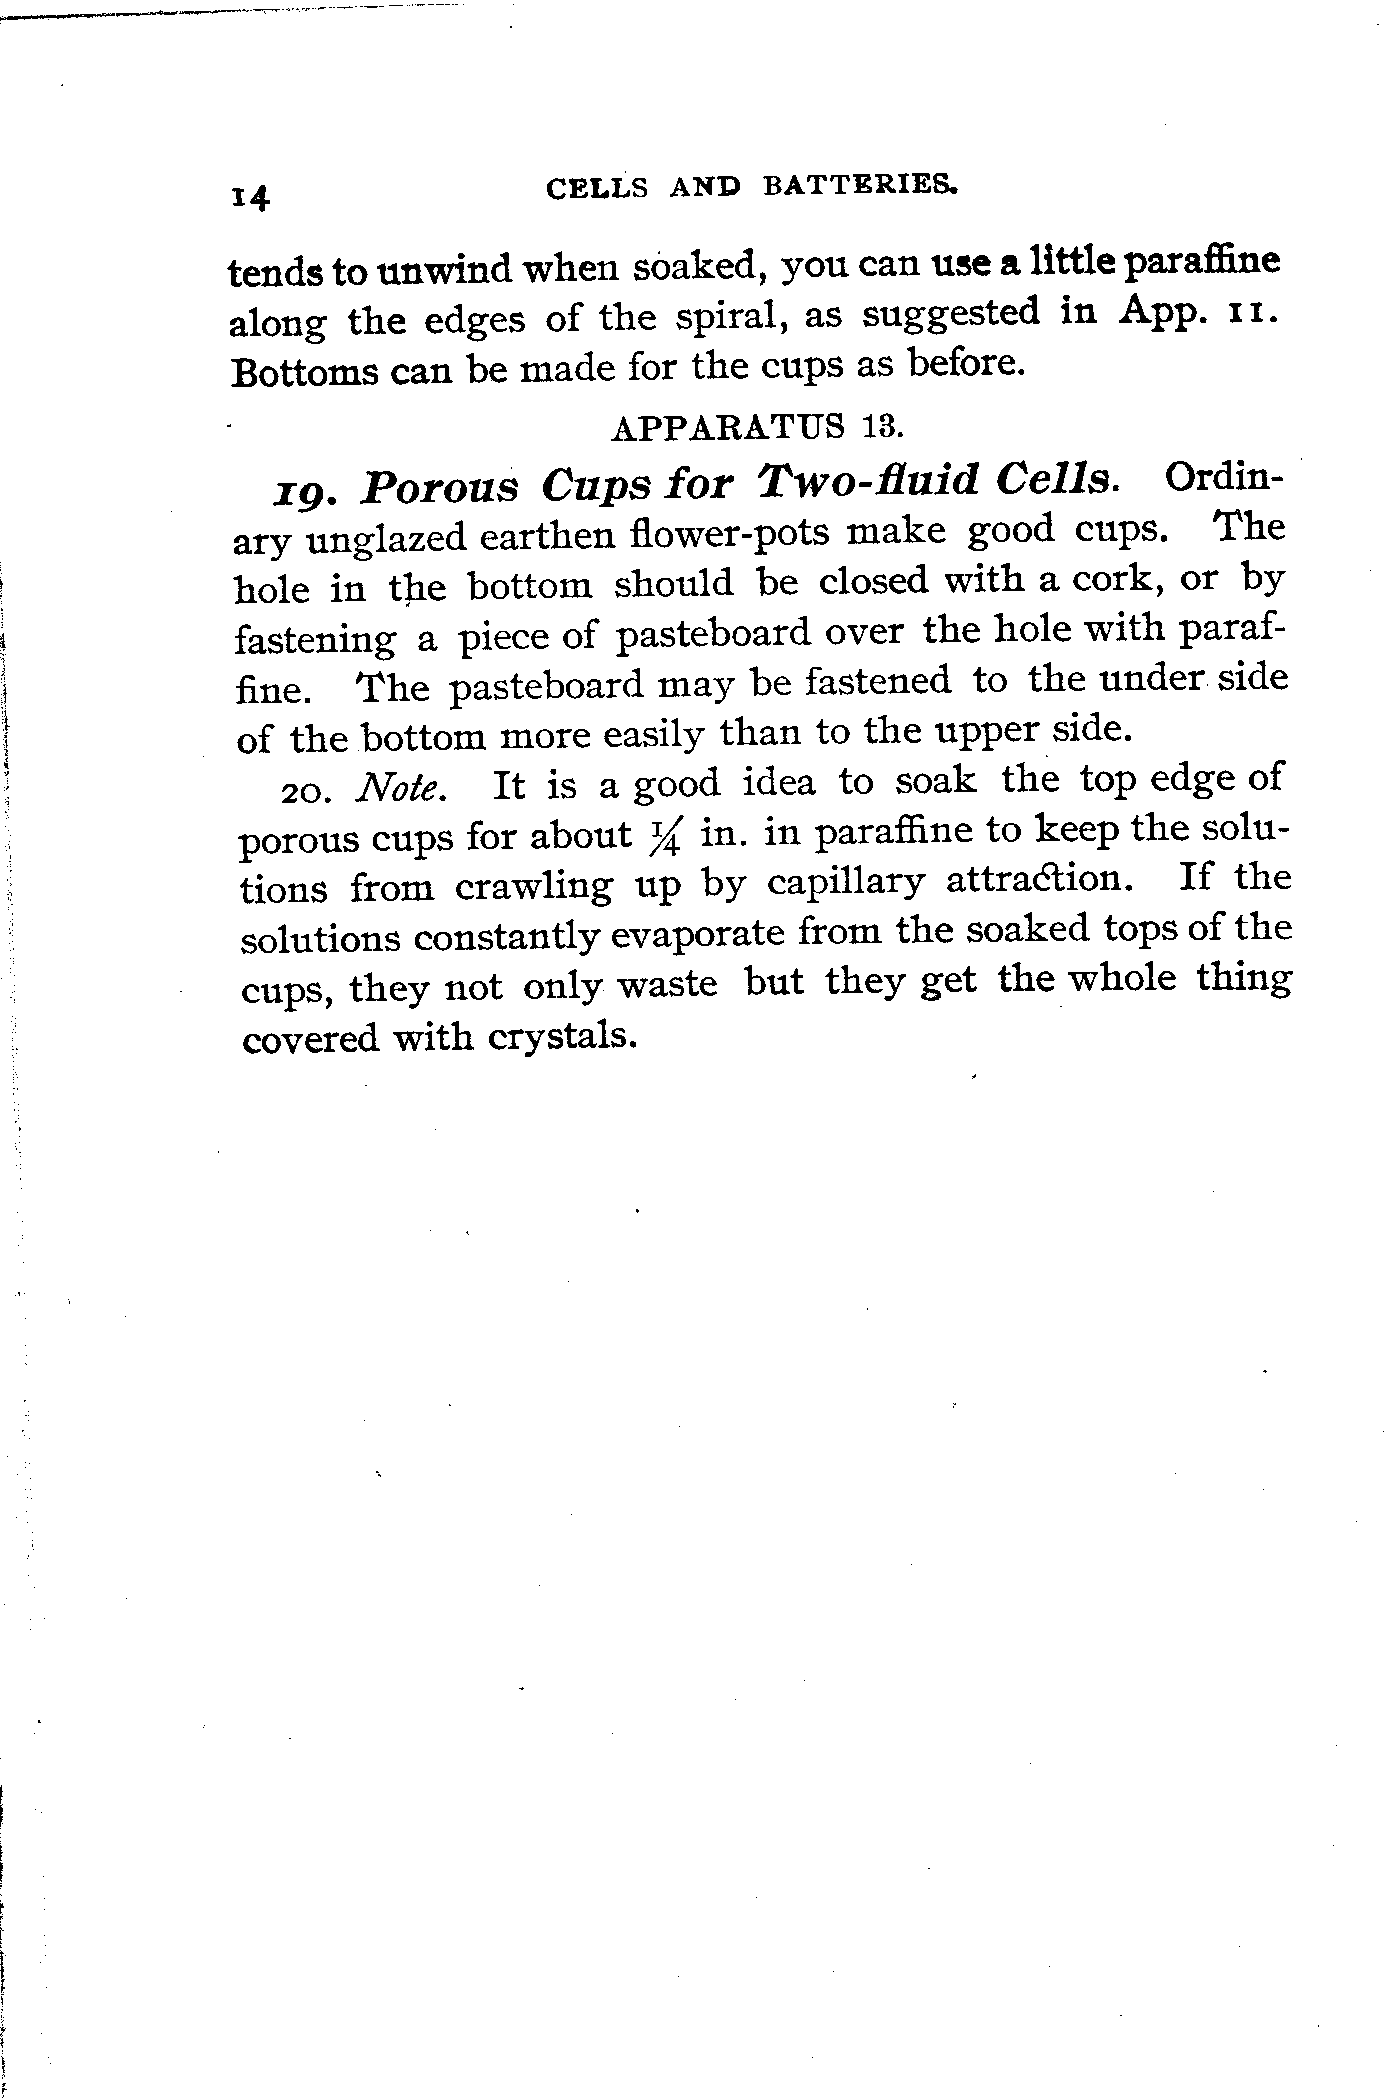 14 CELLS AND BATTERIES.
tends to unwind when soaked, you can use a little paraffine
along the edges of the spiral, as suggested in App. 11.
Bottoms can be made for the cups as before.
APPARATUS 13.
19. Porous Cups for Two-fluid Cells. Ordin-
ary unglazed earthen flower-pots make good cups. The
hole in the bottom should be closed with a cork, or by
fastening a piece of pasteboard over the hole with paraf-
fine. The pasteboard may be fastened to the under side
of the bottom more easily than to the upper side.
20. Note. It is a good idea to soak the top edge of
porous cups for about ¼ in. in paraffine to keep the solu-
tions from crawling up by capillary attraction. If the
solutions constantly evaporate from the soaked tops of the
cups, they not only waste but they get the whole thing
covered with crystals.